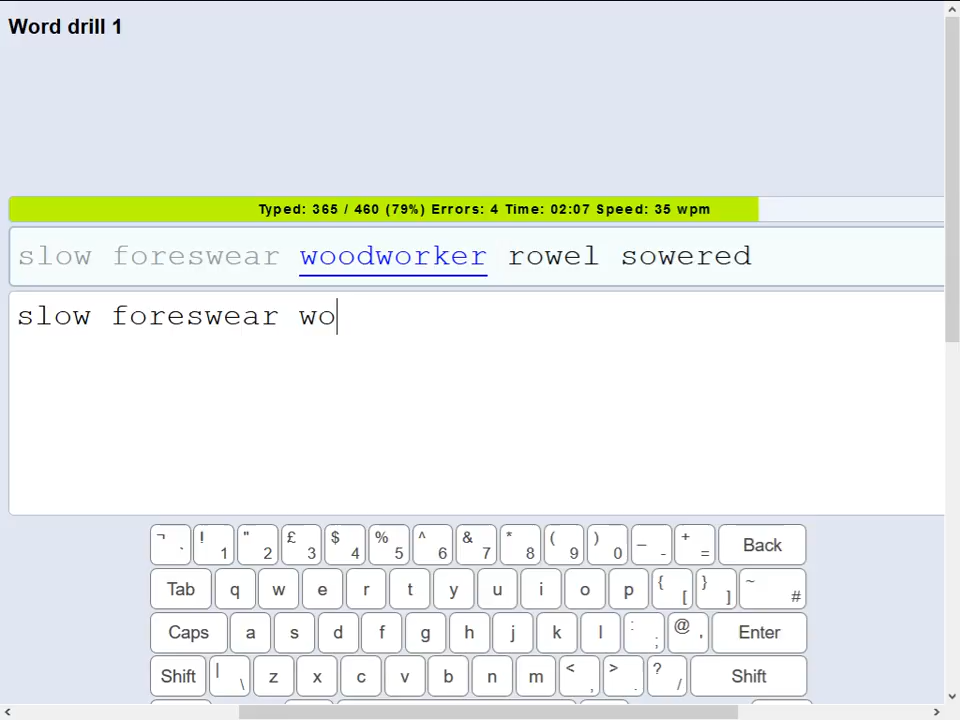 Word drill 1
Typed: 365 / 460 (79%) Errors: 4 Time: 02:07 Speed: 35 wpm
slow foreswear woodworker rowel sowered
slow foreswear wo
¬ ` ! 1 " 2 £ 3 $ 4 % 5 ^ 6 & 7 * 8 ( 9 ) 0 _ - + = Back
Tab q w e r t y u i o p { [ } ] ~ #
Caps a s d f g h j k l : ; @ ' Enter
Shift | \ z x c v b n m < , > . ? / Shift